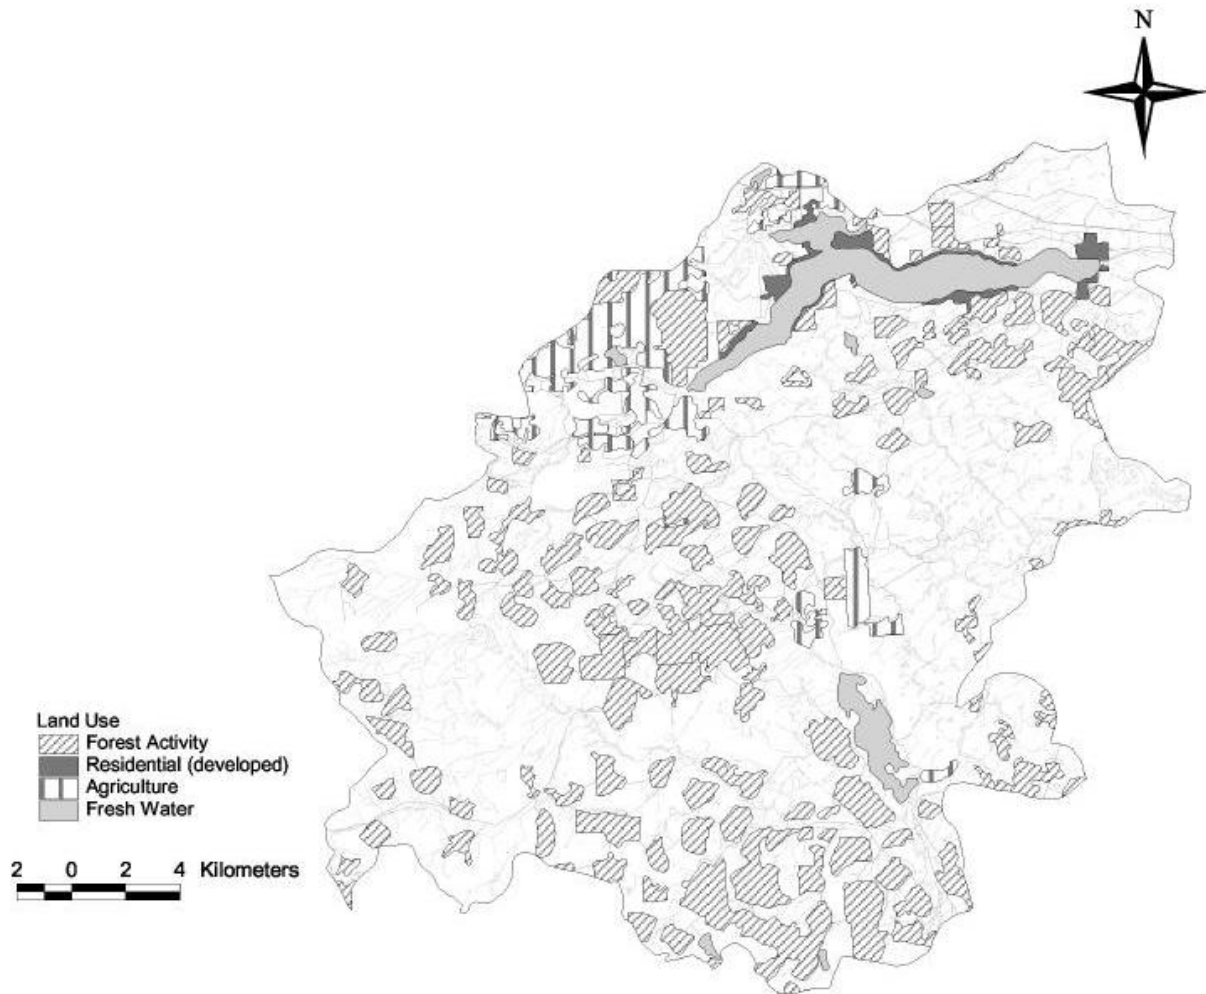 N
Land Use
Forest Activity
Residential (developed)
Agriculture
Fresh Water
2 0 2 4 Kilometers